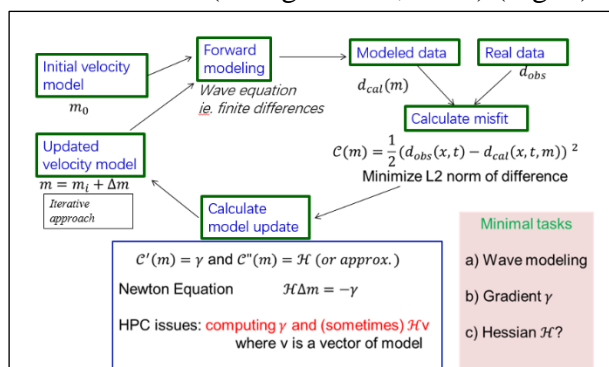 Initial velocity
model
m₀
Forward
modeling
Wave equation
ie. finite differences
Modeled data
d_cal(m)
Real data
d_obs
Calculate misfit
C(m) = 1/2 (d_obs(x, t) − d_cal(x, t, m)) ²
Minimize L2 norm of difference
Updated
velocity model
m = m_i + Δm
Iterative
approach
Calculate
model update
C′(m) = γ and C"(m) = ℋ (or approx.)
Newton Equation ℋΔm = −γ
HPC issues: computing γ and (sometimes) ℋv
where v is a vector of model
Minimal tasks
a) Wave modeling
b) Gradient γ
c) Hessian ℋ?